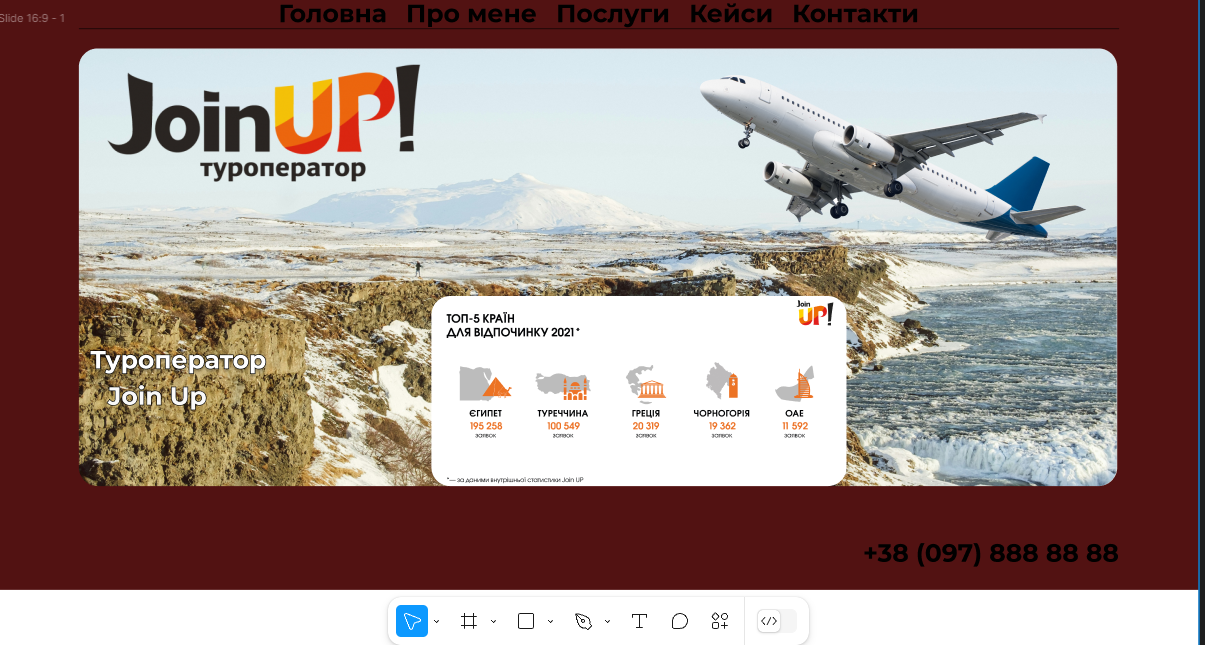 Slide 16:9 - 1
Головна Про мене Послуги Кейси Контакти
JoinUP!
туроператор
Join
UP!
ТОП-5 КРАЇН
ДЛЯ ВІДПОЧИНКУ 2021*
ЄГИПЕТ ТУРЕЧЧИНА ГРЕЦІЯ ЧОРНОГОРІЯ ОАЕ
195 258 100 549 20 319 19 362 11 592
заявок заявок заявок заявок заявок
*— за даними внутрішньої статистики Join UP
Туроператор
Join Up
+38 (097) 888 88 88